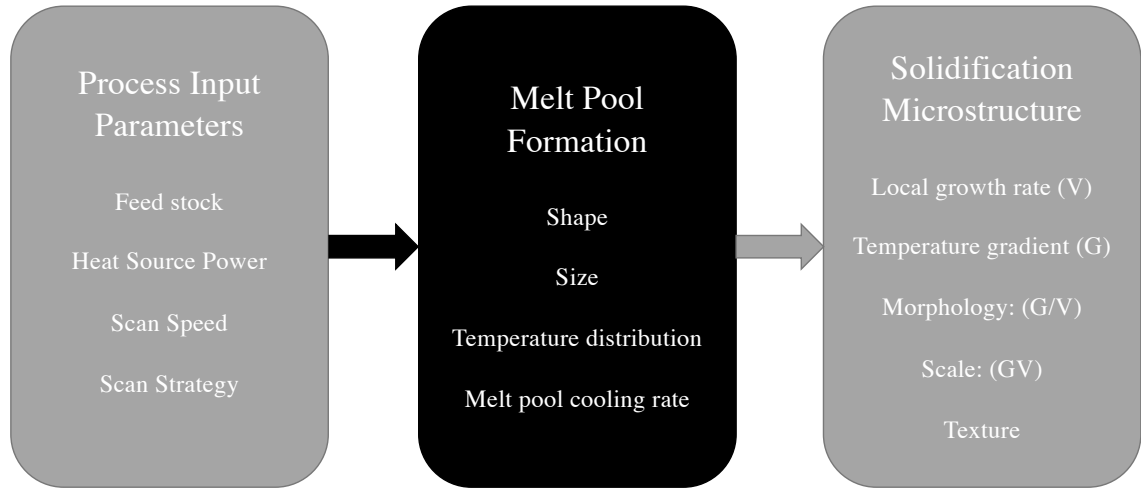 Process Input
Parameters
Feed stock
Heat Source Power
Scan Speed
Scan Strategy
Melt Pool
Formation
Shape
Size
Temperature distribution
Melt pool cooling rate
Solidification
Microstructure
Local growth rate (V)
Temperature gradient (G)
Morphology: (G/V)
Scale: (GV)
Texture